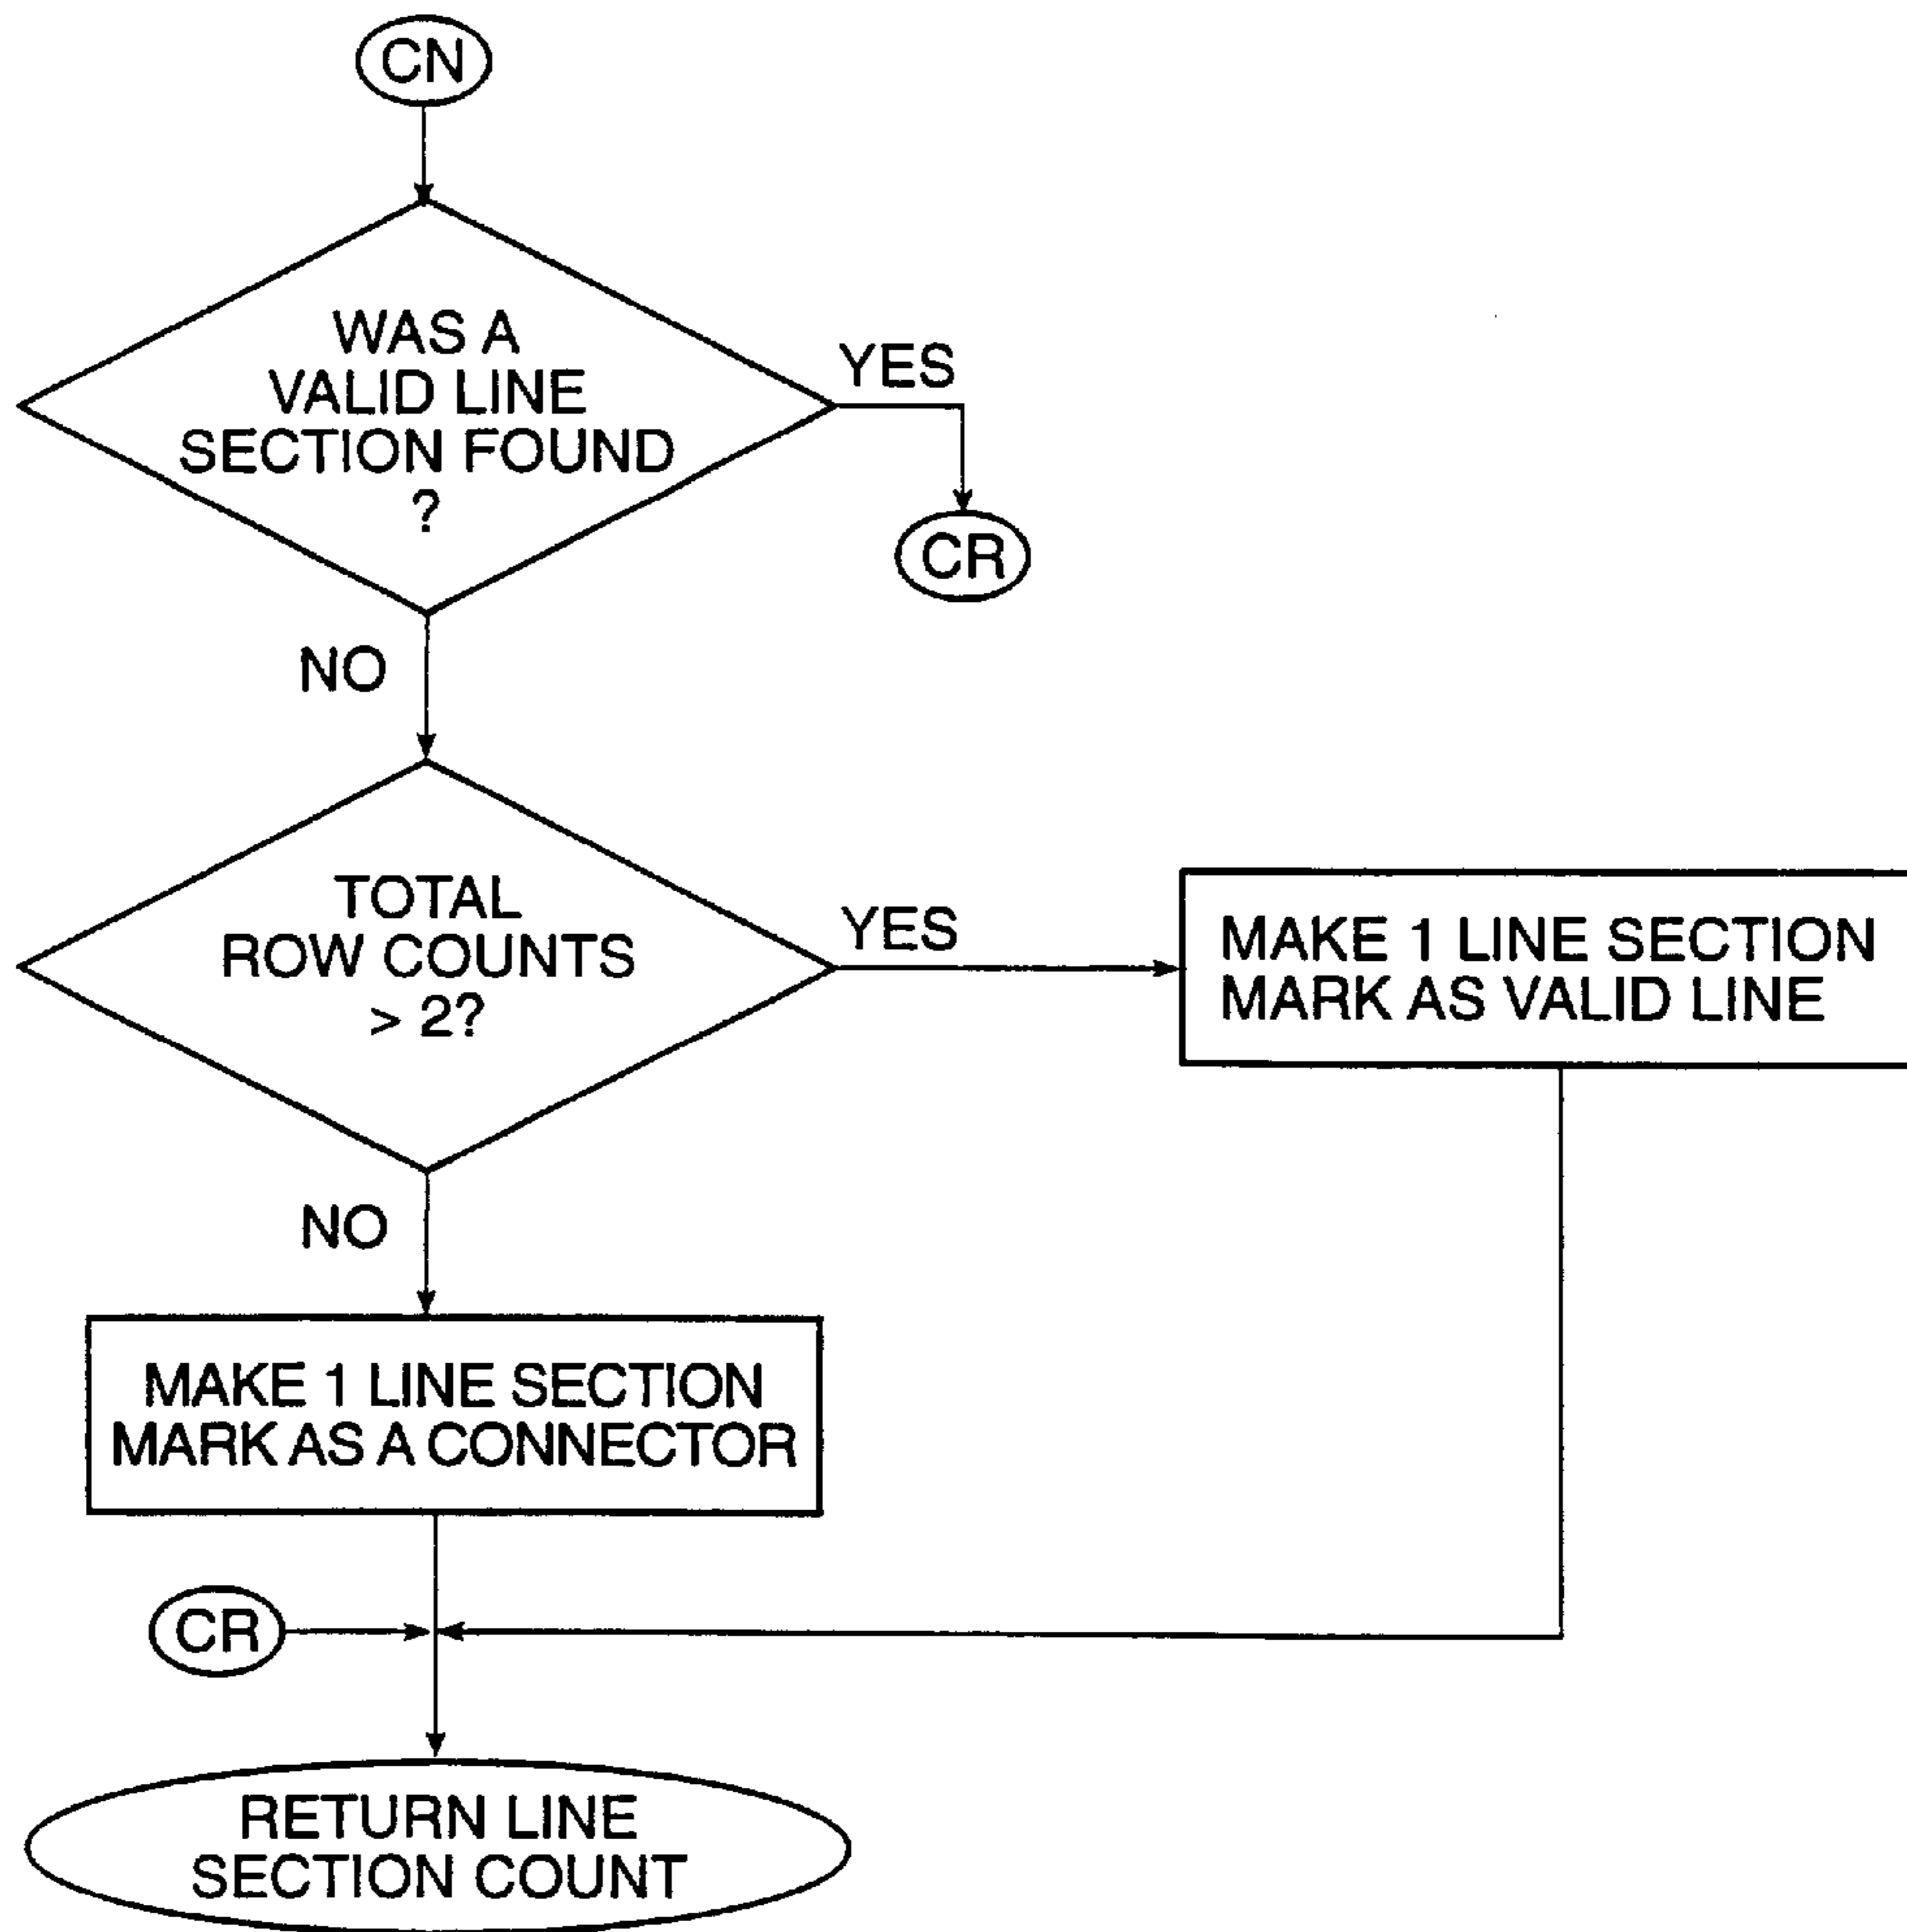 CN
WAS A
VALID LINE
SECTION FOUND
?
YES
CR
NO
TOTAL
ROW COUNTS
> 2?
YES
MAKE 1 LINE SECTION
MARK AS VALID LINE
NO
MAKE 1 LINE SECTION
MARK AS A CONNECTOR
CR
RETURN LINE
SECTION COUNT